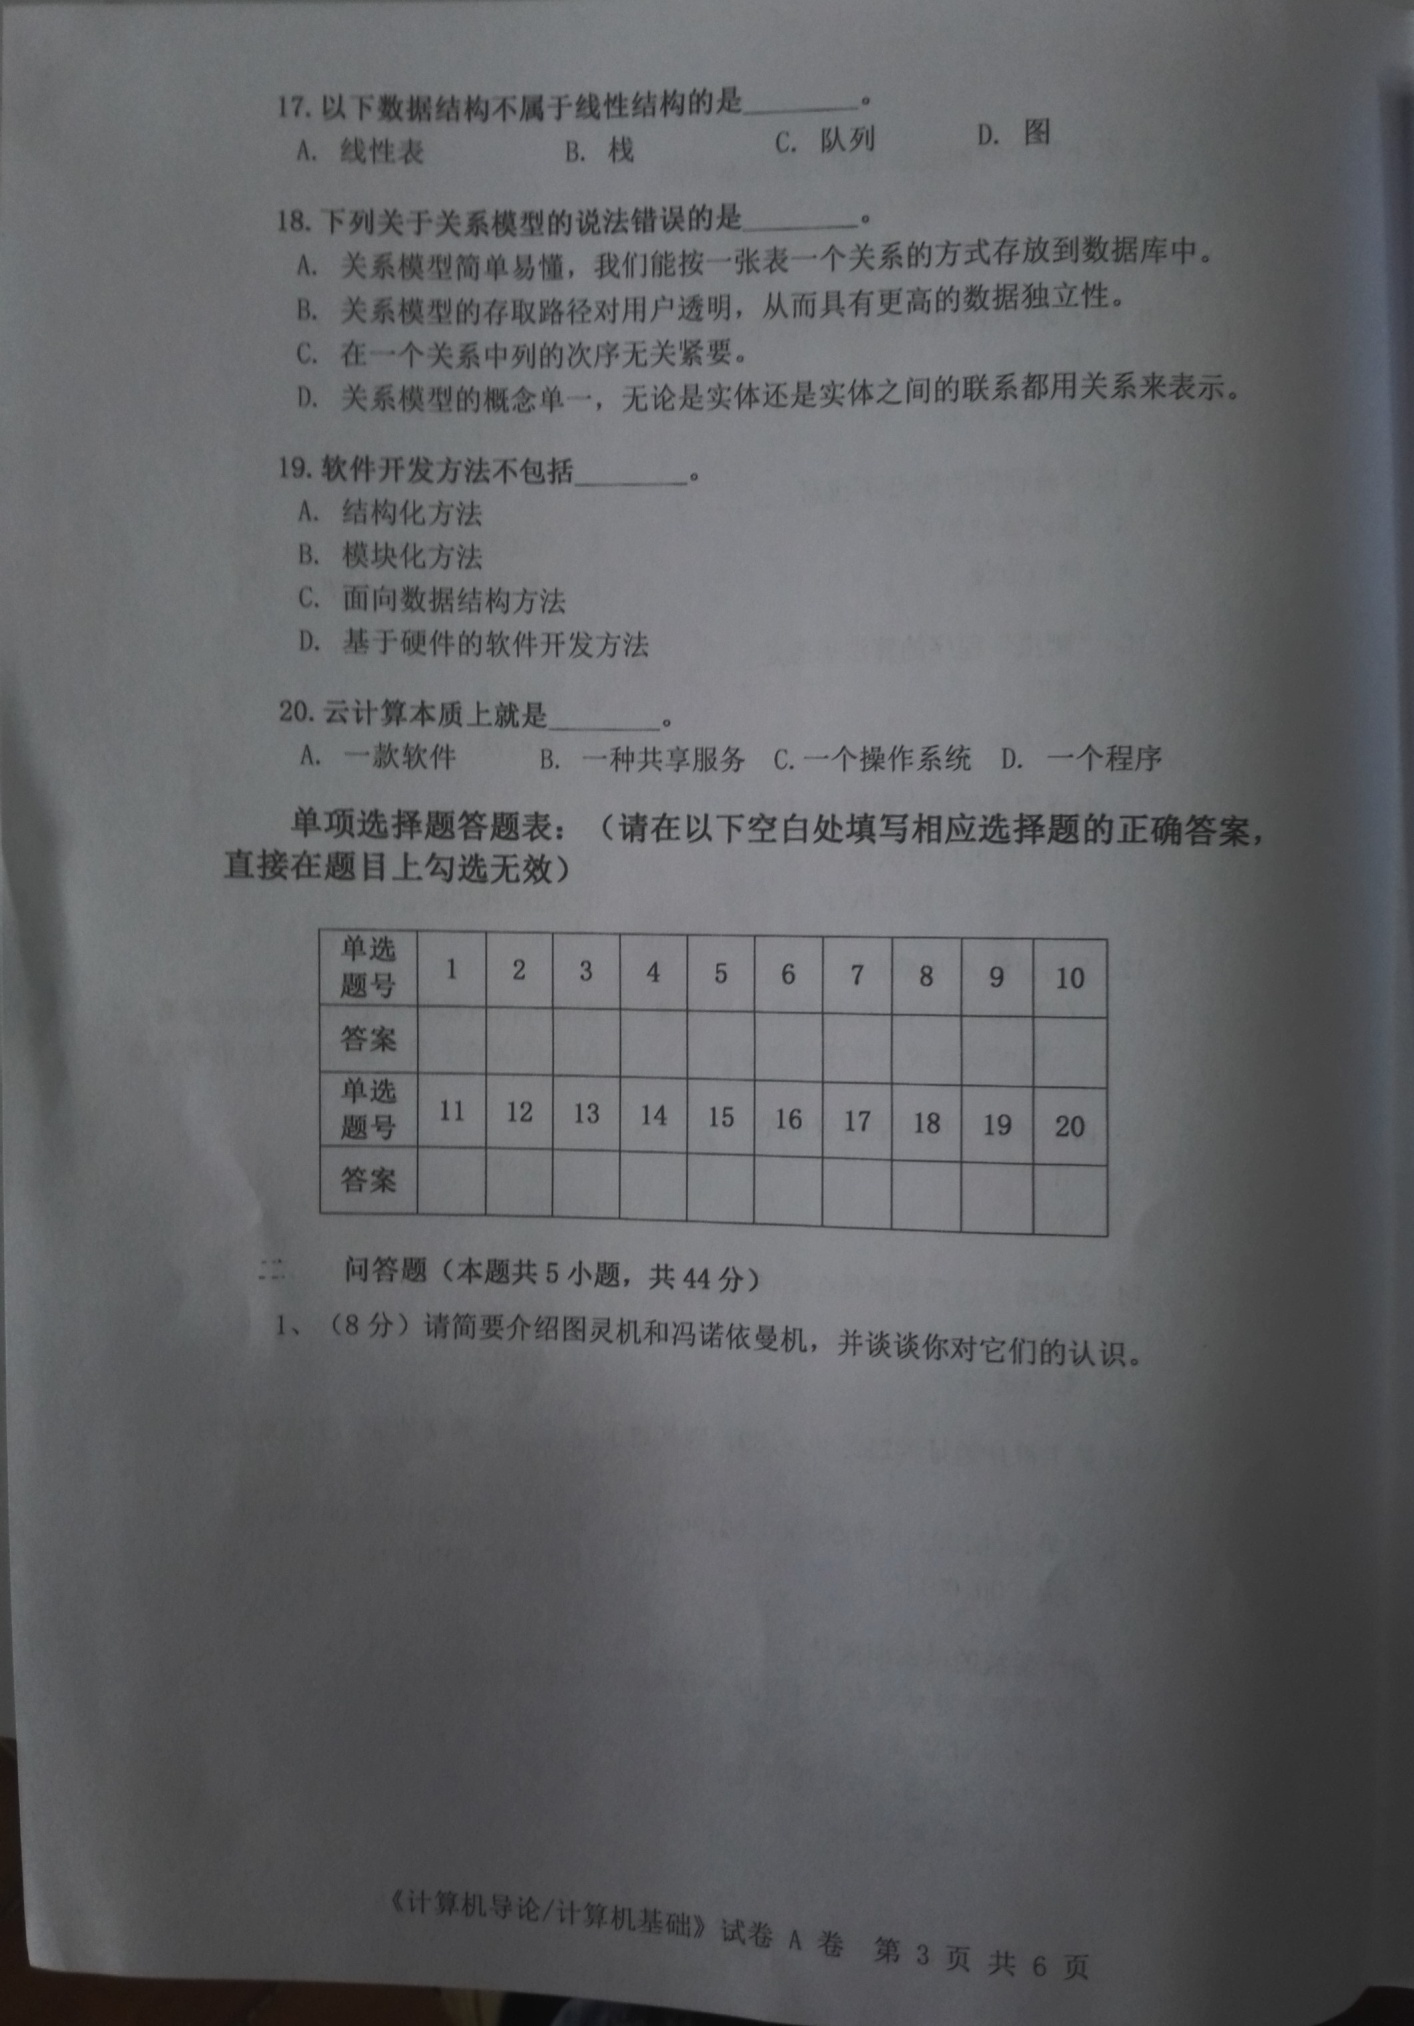 17. 以下数据结构不属于线性结构的是________。
A. 线性表 B. 栈 C. 队列 D. 图
18. 下列关于关系模型的说法错误的是________。
A. 关系模型简单易懂，我们能按一张表一个关系的方式存放到数据库中。
B. 关系模型的存取路径对用户透明，从而具有更高的数据独立性。
C. 在一个关系中列的次序无关紧要。
D. 关系模型的概念单一，无论是实体还是实体之间的联系都用关系来表示。
19. 软件开发方法不包括________。
A. 结构化方法
B. 模块化方法
C. 面向数据结构方法
D. 基于硬件的软件开发方法
20. 云计算本质上就是________。
A. 一款软件 B. 一种共享服务 C. 一个操作系统 D. 一个程序
单项选择题答题表：（请在以下空白处填写相应选择题的正确答案，
直接在题目上勾选无效）
单选题号 1 2 3 4 5 6 7 8 9 10
答案
单选题号 11 12 13 14 15 16 17 18 19 20
答案
二 问答题（本题共 5 小题，共 44 分）
1、（8 分）请简要介绍图灵机和冯诺依曼机，并谈谈你对它们的认识。
《计算机导论/计算机基础》试卷 A 卷 第 3 页 共 6 页